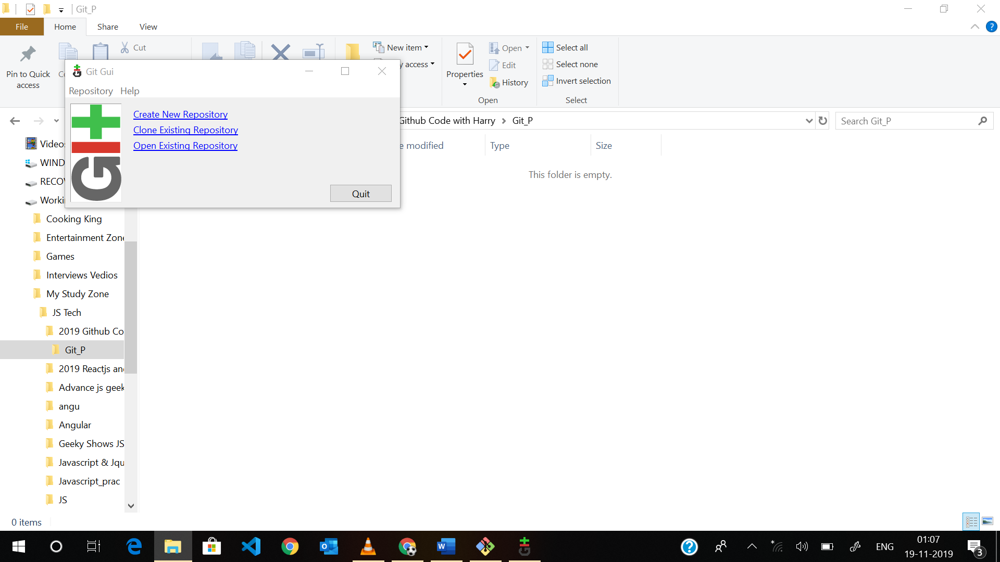 Git_P
File
Home
Share
View
Pin to Quick
access
Cut
New item
access
Properties
Open
Edit
History
Open
Select all
Select none
Invert selection
Select
Git Gui
Repository Help
Create New Repository
Clone Existing Repository
Open Existing Repository
Quit
Github Code with Harry > Git_P
Search Git_P
modified
Type
Size
This folder is empty.
Videos
WIND
RECOV
Worki
Cooking King
Entertainment Zone
Games
Interviews Vedios
My Study Zone
JS Tech
2019 Github Co
Git_P
2019 Reactjs an
Advance js geek
angu
Angular
Geeky Shows JS
Javascript & Jqu
Javascript_prac
JS
0 items
ENG
01:07
19-11-2019
3